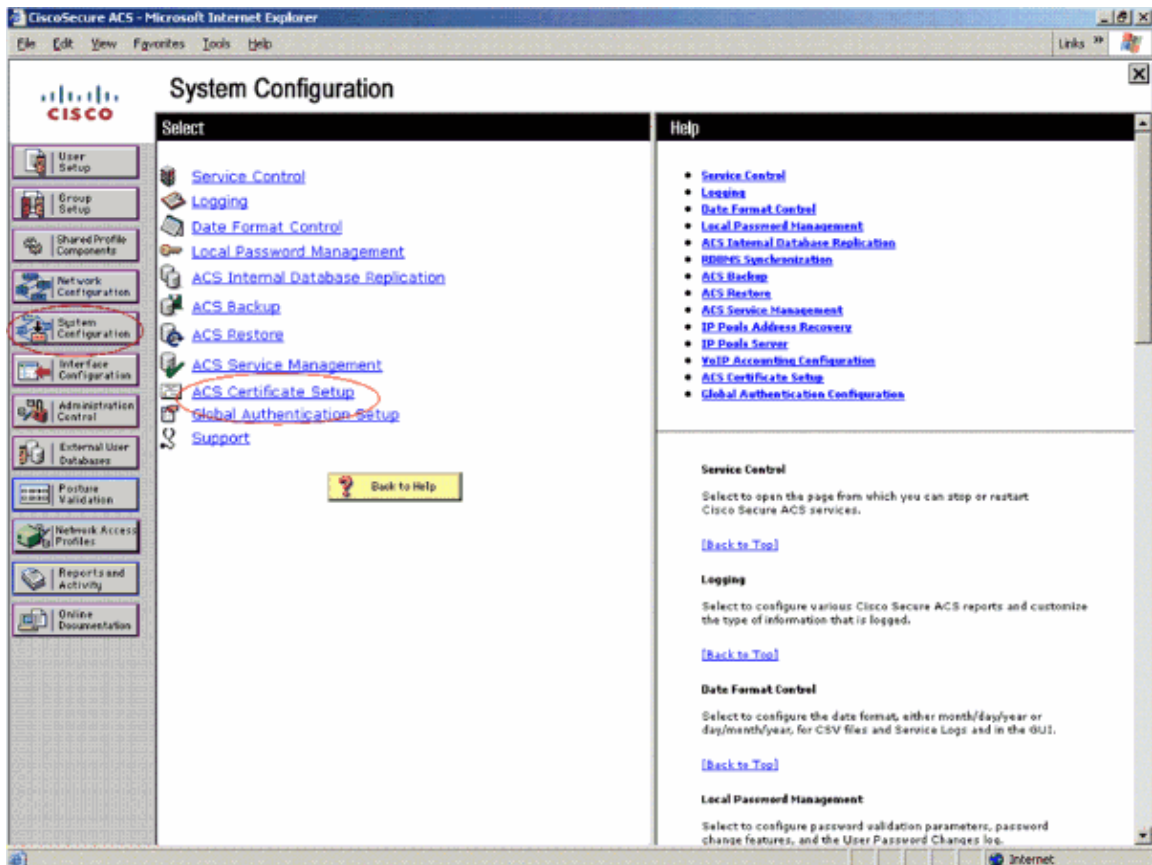 CiscoSecure ACS - Microsoft Internet Explorer
File Edit View Favorites Tools Help
Links »
CISCO
System Configuration
User
Setup
Group
Setup
Shared Profile
Components
Network
Configuration
System
Configuration
Interface
Configuration
Administration
Control
External User
Databases
Posture
Validation
Network Access
Profiles
Reports and
Activity
Online
Documentation
Select
Service Control
Logging
Date Format Control
Local Password Management
ACS Internal Database Replication
ACS Backup
ACS Restore
ACS Service Management
ACS Certificate Setup
Global Authentication Setup
Support
Back to Help
Help
Service Control
Logging
Date Format Control
Local Password Management
ACS Internal Database Replication
RDBMS Synchronization
ACS Backup
ACS Restore
ACS Service Management
IP Pools Address Recovery
IP Pools Server
VoIP Accounting Configuration
ACS Certificate Setup
Global Authentication Configuration
Service Control
Select to open the page from which you can stop or restart
Cisco Secure ACS services.
[Back to Top]
Logging
Select to configure various Cisco Secure ACS reports and customize
the type of information that is logged.
[Back to Top]
Date Format Control
Select to configure the date format, either month/day/year or
day/month/year, for CSV files and Service Logs and in the GUI.
[Back to Top]
Local Password Management
Select to configure password validation parameters, password
change features, and the User Password Changes log.
Internet